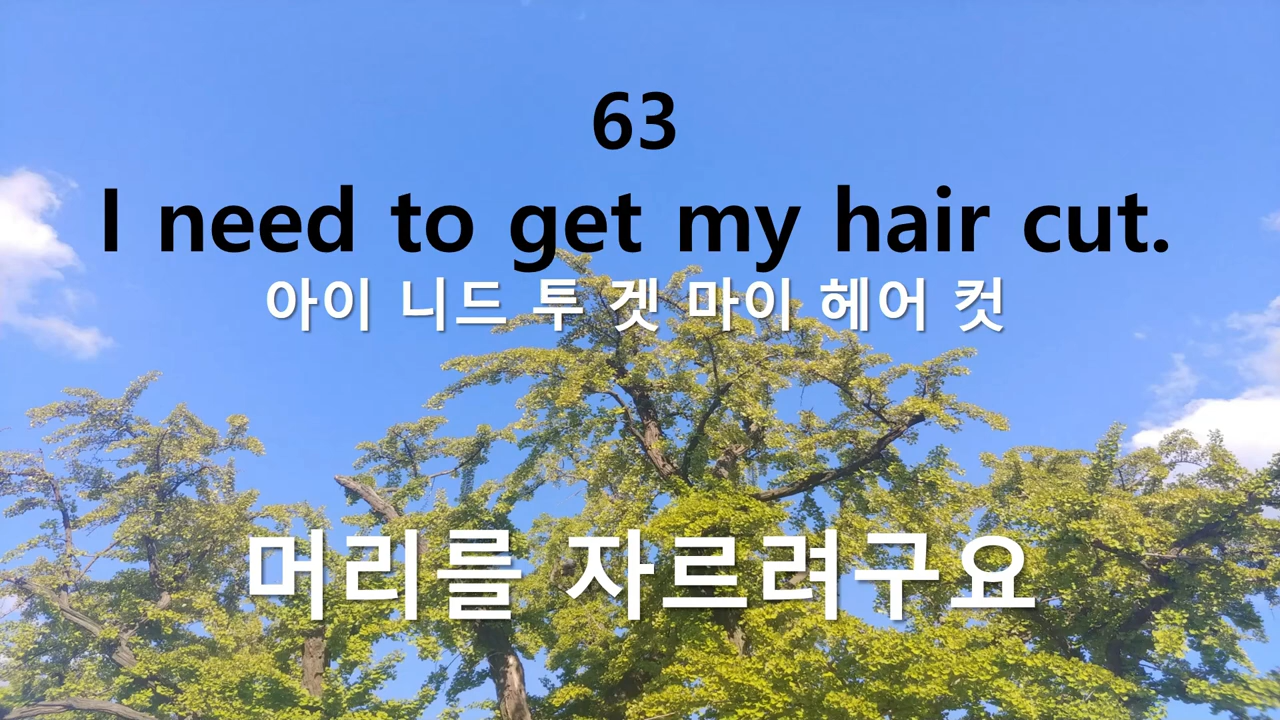 63
I need to get my hair cut.
아이 니드 투 겟 마이 헤어 컷
머리를 자르려구요